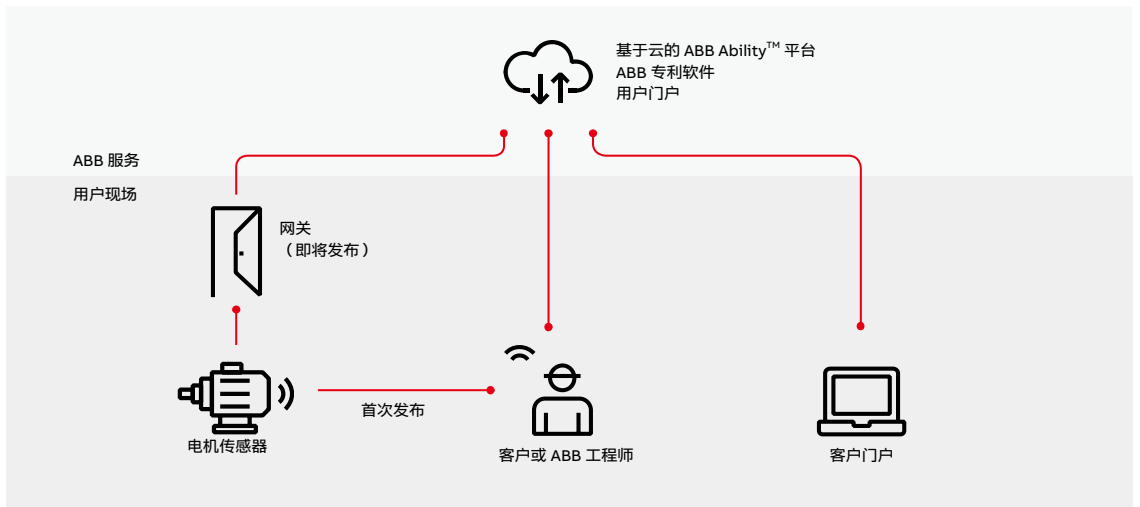 基于云的 ABB Ability™ 平台
ABB 专利软件
用户门户
ABB 服务
用户现场
网关
（即将发布）
首次发布
电机传感器
客户或 ABB 工程师
客户门户